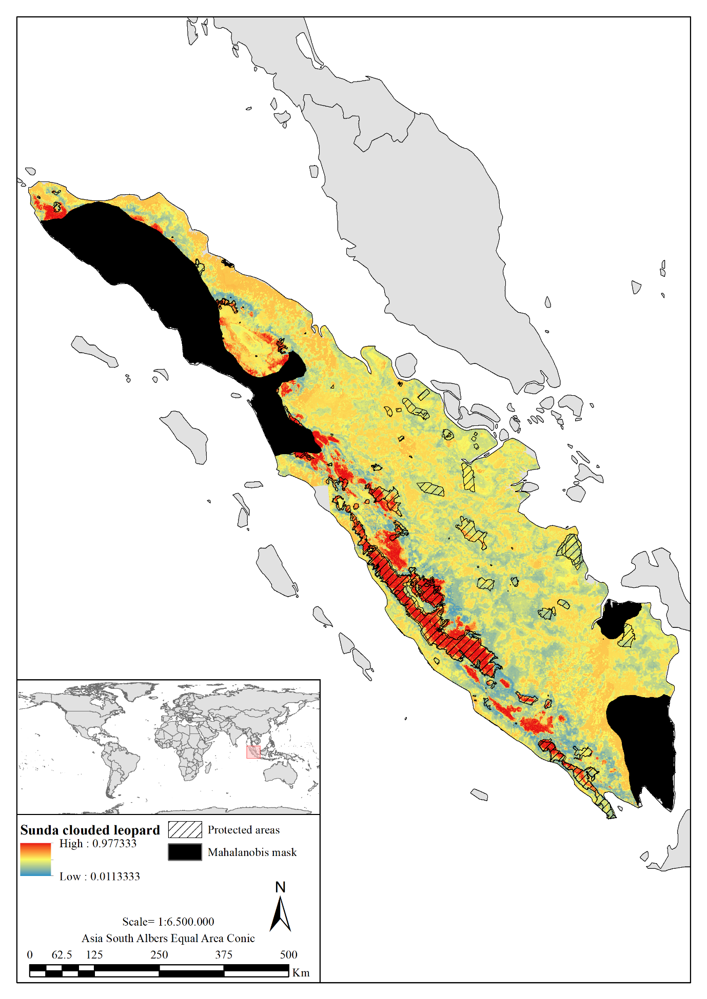 Sunda clouded leopard
High : 0.977333
Low : 0.0113333
Protected areas
Mahalanobis mask
N
Scale= 1:6.500.000
Asia South Albers Equal Area Conic
0 62.5 125 250 375 500
Km